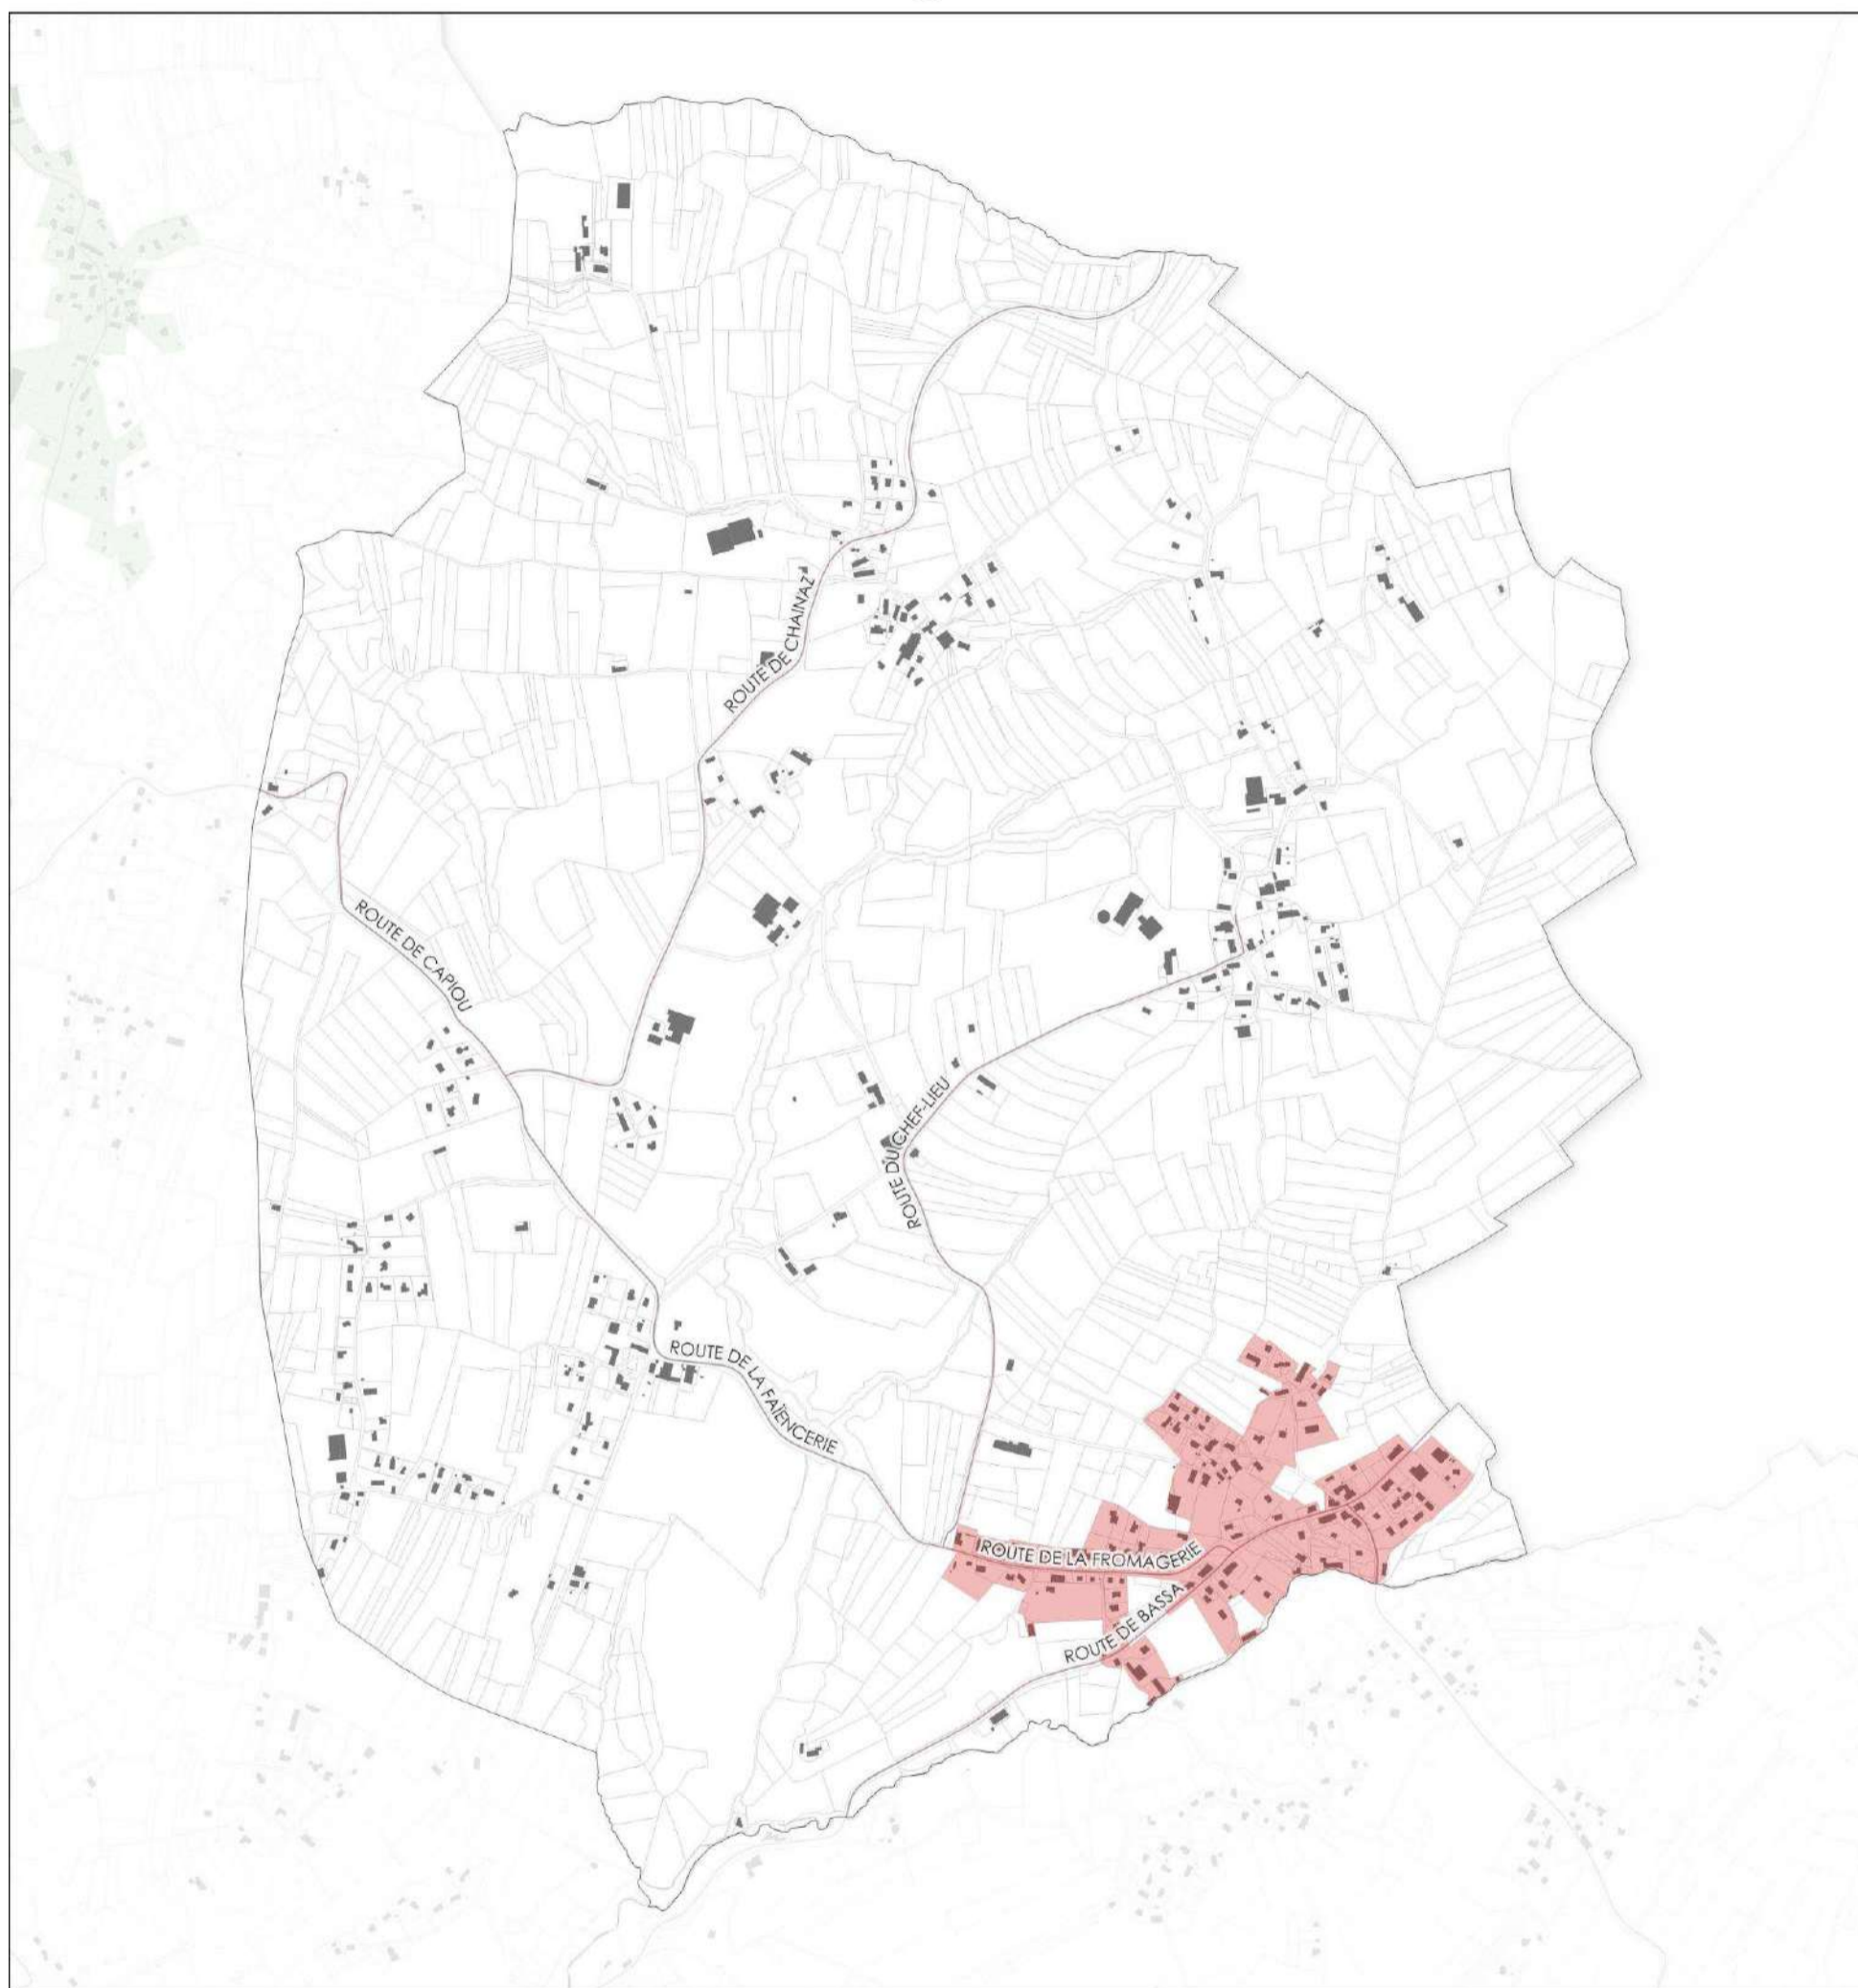 ROUTE DE CHAINAZ
ROUTE DE CAPIOU
ROUTE DU CHEF-LIEU
ROUTE DE LA FAÏENCERIE
ROUTE DE LA FROMAGERIE
ROUTE DE BASSA